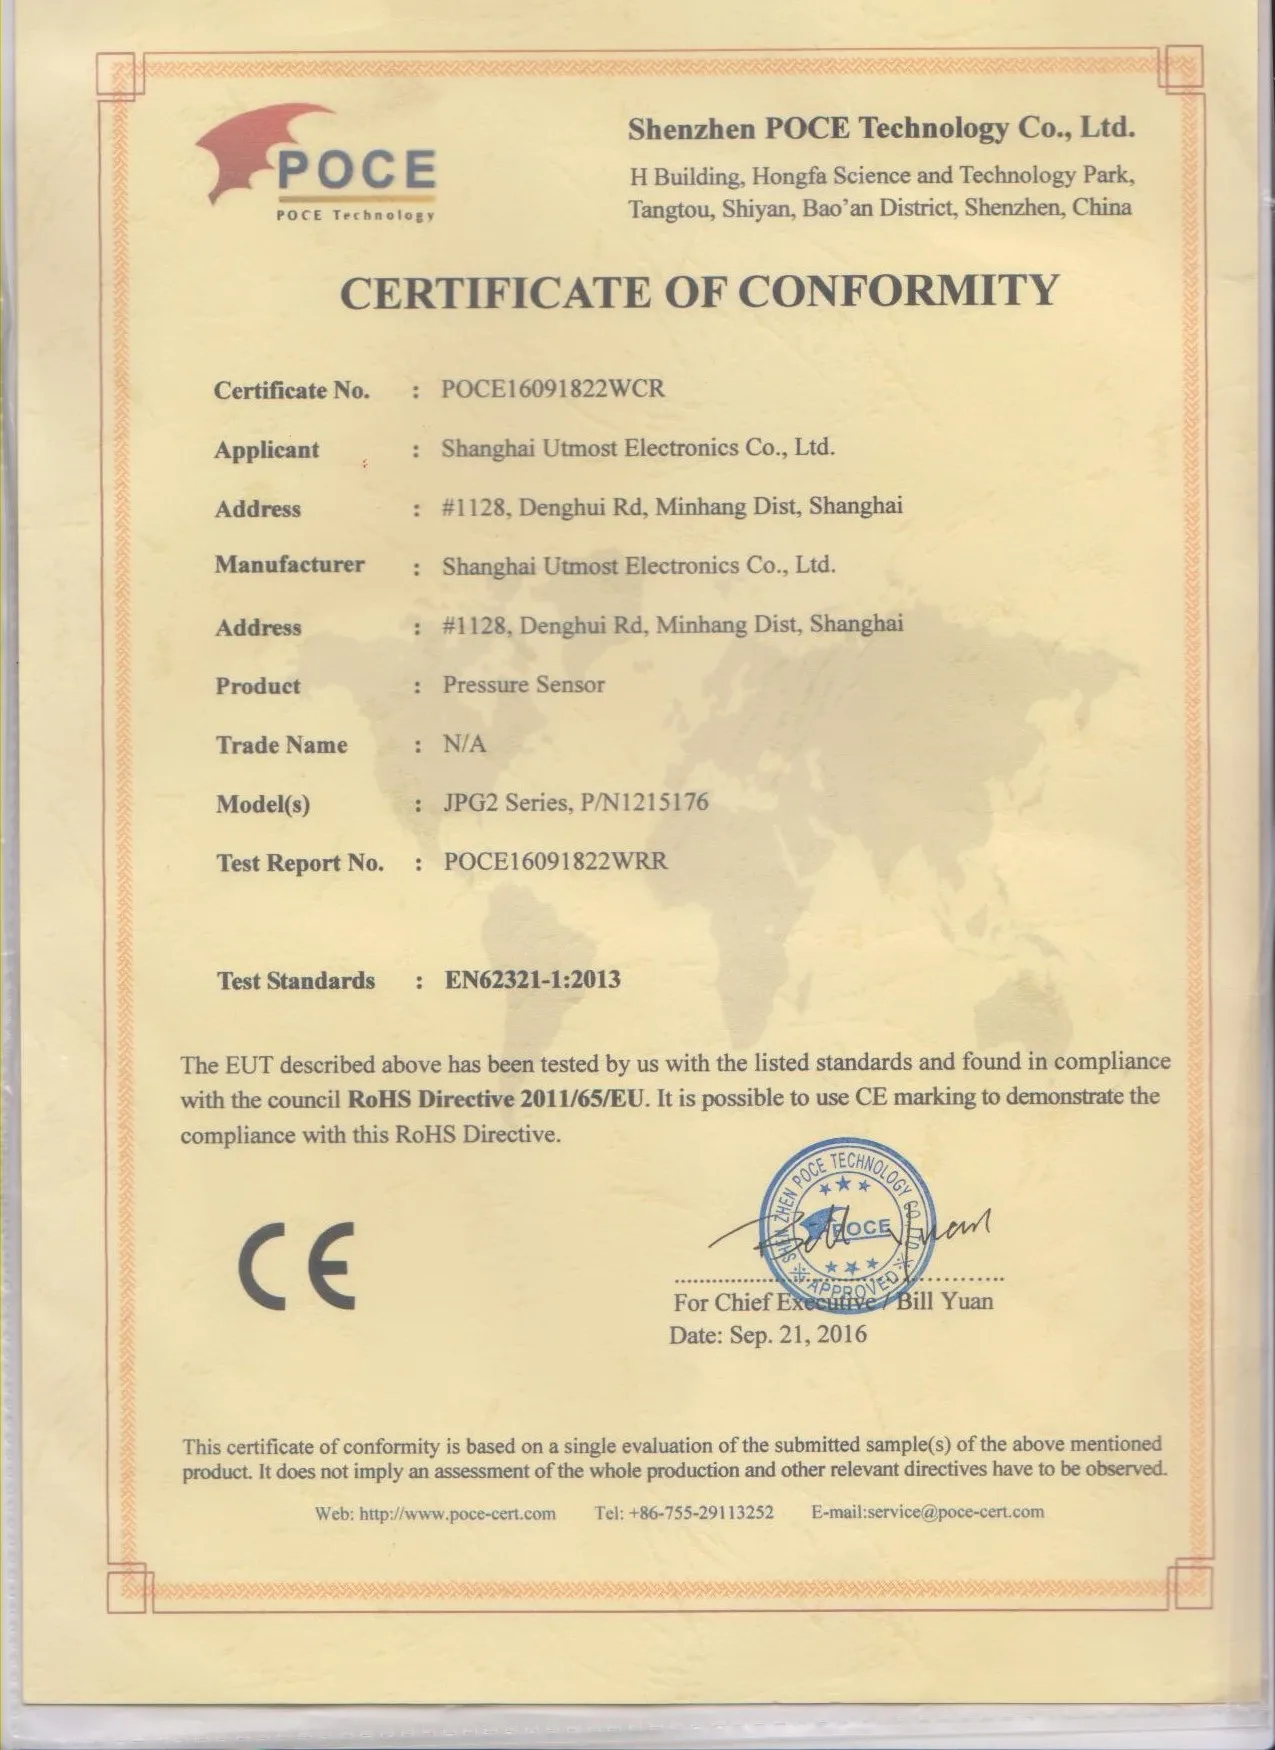 POCE
POCE Technology
Shenzhen POCE Technology Co., Ltd.
H Building, Hongfa Science and Technology Park,
Tangtou, Shiyan, Bao'an District, Shenzhen, China
CERTIFICATE OF CONFORMITY
Certificate No. : POCE16091822WCR
Applicant : Shanghai Utmost Electronics Co., Ltd.
Address : #1128, Denghui Rd, Minhang Dist, Shanghai
Manufacturer : Shanghai Utmost Electronics Co., Ltd.
Address : #1128, Denghui Rd, Minhang Dist, Shanghai
Product : Pressure Sensor
Trade Name : N/A
Model(s) : JPG2 Series, P/N1215176
Test Report No. : POCE16091822WRR
Test Standards : EN62321-1:2013
The EUT described above has been tested by us with the listed standards and found in compliance
with the council RoHS Directive 2011/65/EU. It is possible to use CE marking to demonstrate the
compliance with this RoHS Directive.
CE
SHEN ZHEN POCE TECHNOLOGY CO., LTD
POCE
APPROVED
Bill Yuan
For Chief Executive / Bill Yuan
Date: Sep. 21, 2016
This certificate of conformity is based on a single evaluation of the submitted sample(s) of the above mentioned
product. It does not imply an assessment of the whole production and other relevant directives have to be observed.
Web: http://www.poce-cert.com Tel: +86-755-29113252 E-mail:service@poce-cert.com